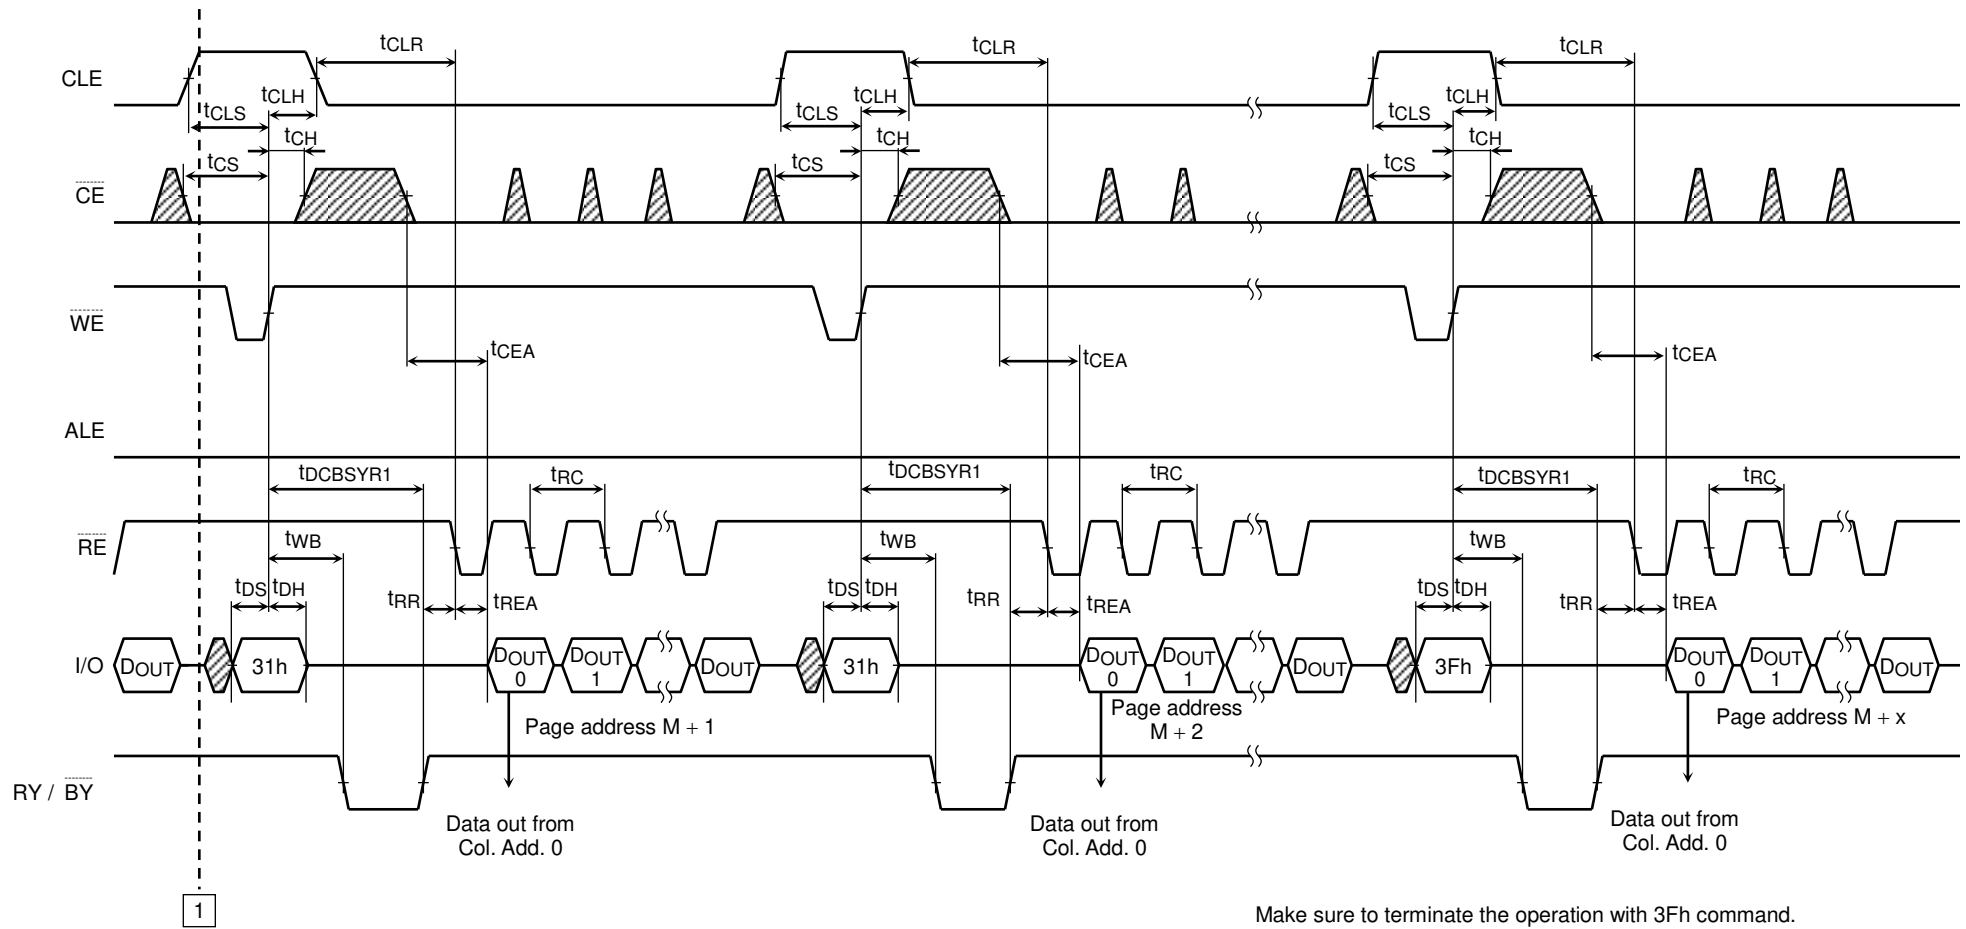 tCLR tCLR tCLR
CLE
tCLH tCLH tCLH
tCLS tCLS tCLS
tCH tCH tCH
tCS tCS tCS
CE
WE
tCEA tCEA tCEA
ALE
tDCBSYR1 tRC tDCBSYR1 tRC tDCBSYR1 tRC
RE
tWB tWB tWB
tDS tDH tDS tDH tDS tDH
tRR tREA tRR tREA tRR tREA
I/O DOUT 31h DOUT 0 DOUT 1 DOUT 31h DOUT 0 DOUT 1 DOUT 3Fh DOUT 0 DOUT 1 DOUT
Page address M + 1
Page address
M + 2
Page address M + x
RY / BY
Data out from
Col. Add. 0
Data out from
Col. Add. 0
Data out from
Col. Add. 0
1
Make sure to terminate the operation with 3Fh command.